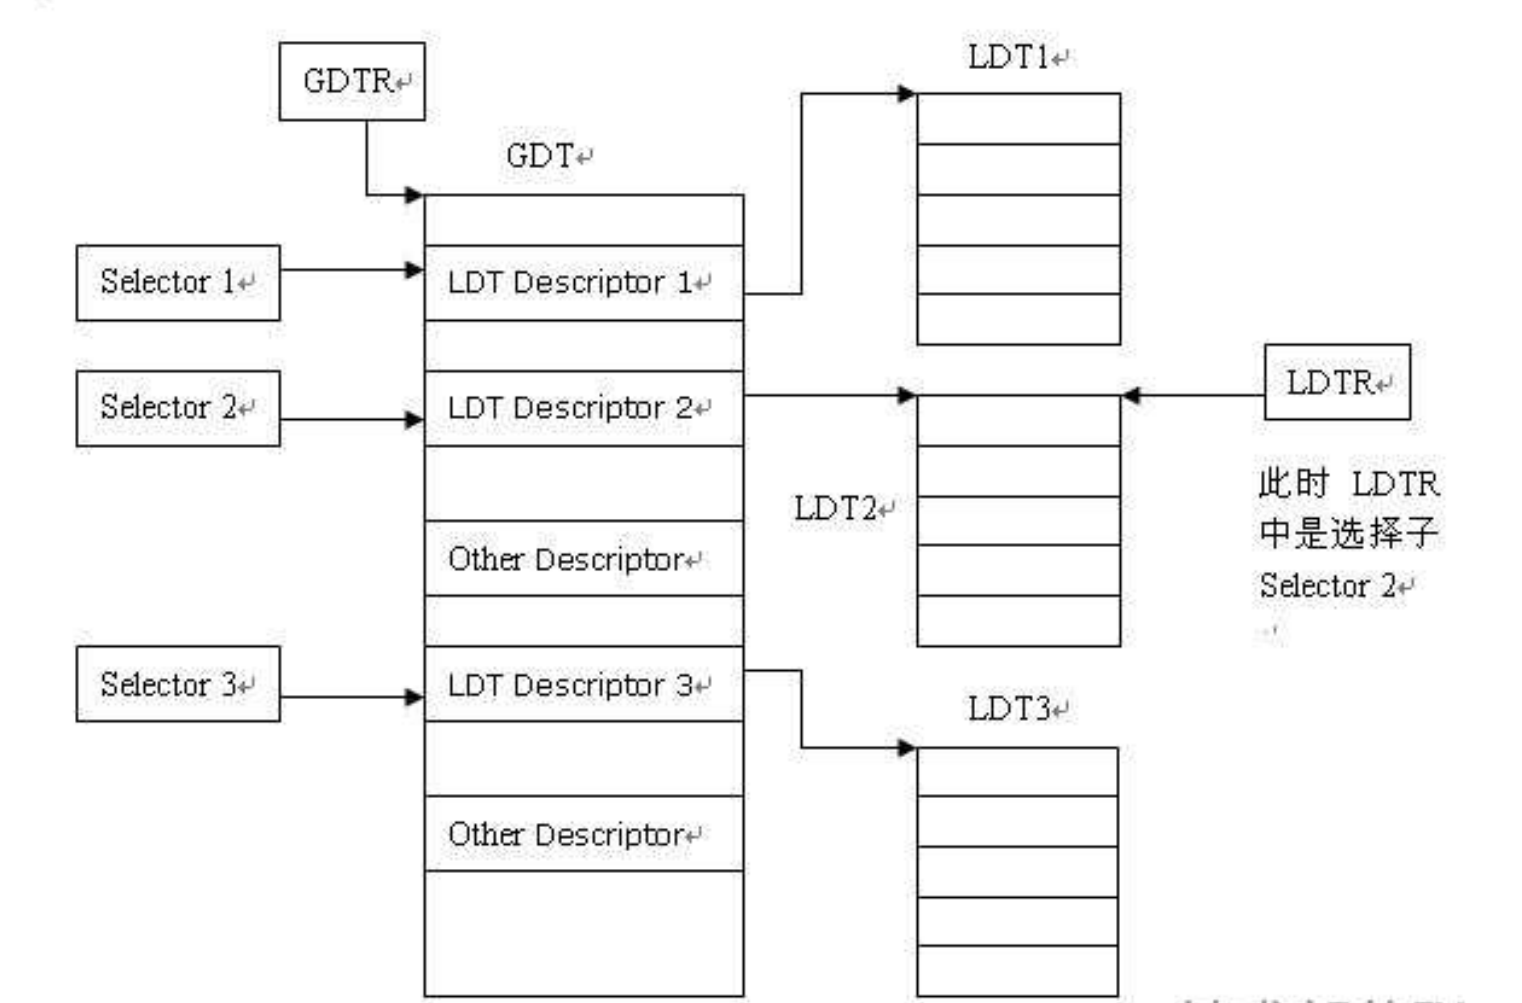 GDTR
LDT1
GDT
Selector 1
LDT Descriptor 1
Selector 2
LDT Descriptor 2
LDTR
LDT2
此时 LDTR
中是选择子
Selector 2
Other Descriptor
Selector 3
LDT Descriptor 3
LDT3
Other Descriptor